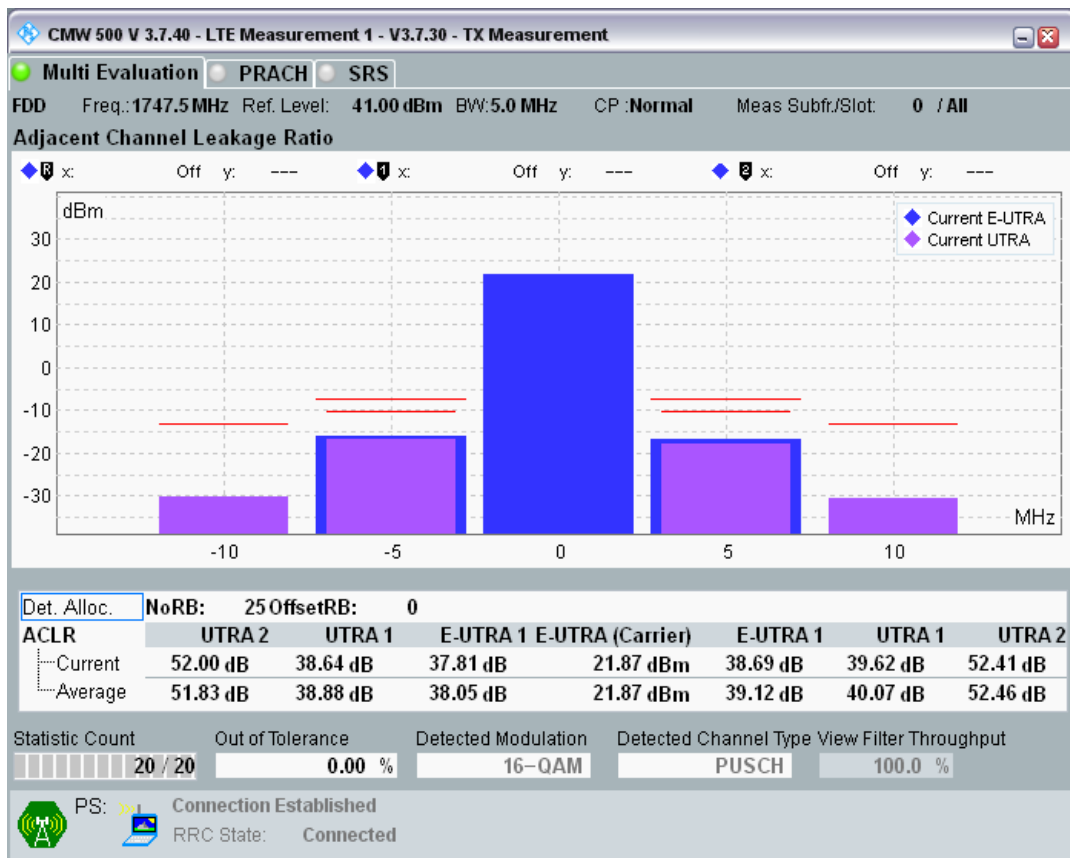 CMW 500 V 3.7.40 - LTE Measurement 1 - V3.7.30 - TX Measurement
Multi Evaluation PRACH SRS
FDD Freq.: 1747.5 MHz Ref. Level: 41.00 dBm BW: 5.0 MHz CP : Normal Meas Subfr./Slot: 0 / All
Adjacent Channel Leakage Ratio
R x: Off y: --- 1 x: Off y: --- 2 x: Off y: ---
dBm
Current E-UTRA
Current UTRA
30
20
10
0
-10
-20
-30
MHz
-10 -5 0 5 10
Det. Alloc. NoRB: 25 OffsetRB: 0
ACLR UTRA 2 UTRA 1 E-UTRA 1 E-UTRA (Carrier) E-UTRA 1 UTRA 1 UTRA 2
Current 52.00 dB 38.64 dB 37.81 dB 21.87 dBm 38.69 dB 39.62 dB 52.41 dB
Average 51.83 dB 38.88 dB 38.05 dB 21.87 dBm 39.12 dB 40.07 dB 52.46 dB
Statistic Count Out of Tolerance Detected Modulation Detected Channel Type View Filter Throughput
20 / 20 0.00 % 16-QAM PUSCH 100.0 %
PS: Connection Established
RRC State: Connected